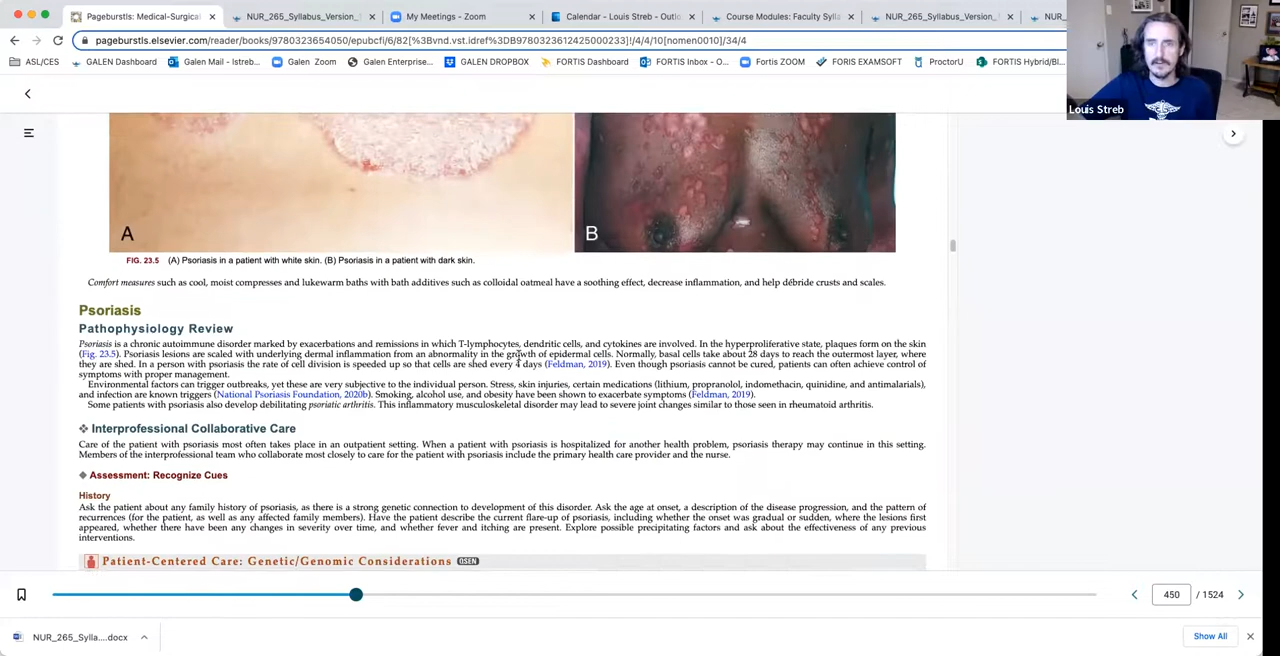 Pageburstls: Medical-Surgical
NUR_265_Syllabus_Version_
My Meetings - Zoom
Calendar - Louis Streb - Outlo
Course Modules: Faculty Sylla
NUR_265_Syllabus_Version_
NUR_
pageburstls.elsevier.com/reader/books/9780323654050/epubcfi/6/82[%3Bvnd.vst.idref%3DB9780323612425000233]!/4/4/10[nomen0010]/34/4
ASL/CES
GALEN Dashboard
Galen Mail - lstreb...
Galen Zoom
Galen Enterprise...
GALEN DROPBOX
FORTIS Dashboard
FORTIS Inbox - O...
Fortis ZOOM
FORIS EXAMSOFT
ProctorU
FORTIS Hybrid/Bl...
Louis Streb
A
B
FIG. 23.5 (A) Psoriasis in a patient with white skin. (B) Psoriasis in a patient with dark skin.
Comfort measures such as cool, moist compresses and lukewarm baths with bath additives such as colloidal oatmeal have a soothing effect, decrease inflammation, and help débride crusts and scales.
Psoriasis
Pathophysiology Review
Psoriasis is a chronic autoimmune disorder marked by exacerbations and remissions in which T-lymphocytes, dendritic cells, and cytokines are involved. In the hyperproliferative state, plaques form on the skin
(Fig. 23.5). Psoriasis lesions are scaled with underlying dermal inflammation from an abnormality in the growth of epidermal cells. Normally, basal cells take about 28 days to reach the outermost layer, where
they are shed. In a person with psoriasis the rate of cell division is speeded up so that cells are shed every 4 days (Feldman, 2019). Even though psoriasis cannot be cured, patients can often achieve control of
symptoms with proper management.
Environmental factors can trigger outbreaks, yet these are very subjective to the individual person. Stress, skin injuries, certain medications (lithium, propranolol, indomethacin, quinidine, and antimalarials),
and infection are known triggers (National Psoriasis Foundation, 2020b). Smoking, alcohol use, and obesity have been shown to exacerbate symptoms (Feldman, 2019).
Some patients with psoriasis also develop debilitating psoriatic arthritis. This inflammatory musculoskeletal disorder may lead to severe joint changes similar to those seen in rheumatoid arthritis.
❖ Interprofessional Collaborative Care
Care of the patient with psoriasis most often takes place in an outpatient setting. When a patient with psoriasis is hospitalized for another health problem, psoriasis therapy may continue in this setting.
Members of the interprofessional team who collaborate most closely to care for the patient with psoriasis include the primary health care provider and the nurse.
◆ Assessment: Recognize Cues
History
Ask the patient about any family history of psoriasis, as there is a strong genetic connection to development of this disorder. Ask the age at onset, a description of the disease progression, and the pattern of
recurrences (for the patient, as well as any affected family members). Have the patient describe the current flare-up of psoriasis, including whether the onset was gradual or sudden, where the lesions first
appeared, whether there have been any changes in severity over time, and whether fever and itching are present. Explore possible precipitating factors and ask about the effectiveness of any previous
interventions.
Patient-Centered Care: Genetic/Genomic Considerations QSEN
450 / 1524
NUR_265_Sylla....docx
Show All